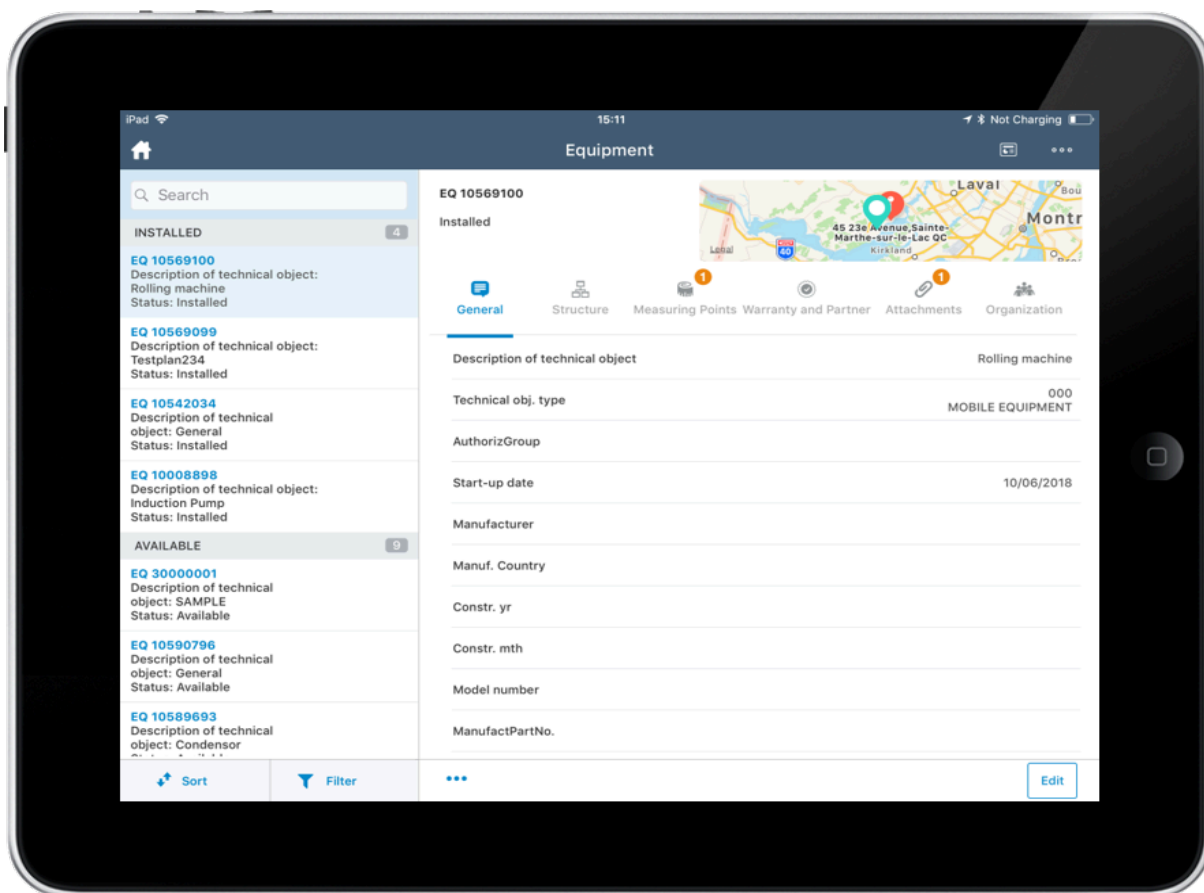 iPad
15:11
Not Charging
Equipment
Search
INSTALLED
4
EQ 10569100
Description of technical object:
Rolling machine
Status: Installed
EQ 10569099
Description of technical object:
Testplan234
Status: Installed
EQ 10542034
Description of technical
object: General
Status: Installed
EQ 10008898
Description of technical object:
Induction Pump
Status: Installed
AVAILABLE
9
EQ 30000001
Description of technical
object: SAMPLE
Status: Available
EQ 10590796
Description of technical
object: General
Status: Available
EQ 10589693
Description of technical
object: Condensor
Sort
Filter
EQ 10569100
Installed
Laval
Bou
Montr
45 23e Avenue,Sainte-
Marthe-sur-le-Lac QC
Kirkland
40
1
1
General
Structure
Measuring Points
Warranty and Partner
Attachments
Organization
Description of technical object
Rolling machine
Technical obj. type
000
MOBILE EQUIPMENT
AuthorizGroup
Start-up date
10/06/2018
Manufacturer
Manuf. Country
Constr. yr
Constr. mth
Model number
ManufactPartNo.
Edit